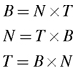 B = N × T
N = T × B
T = B × N